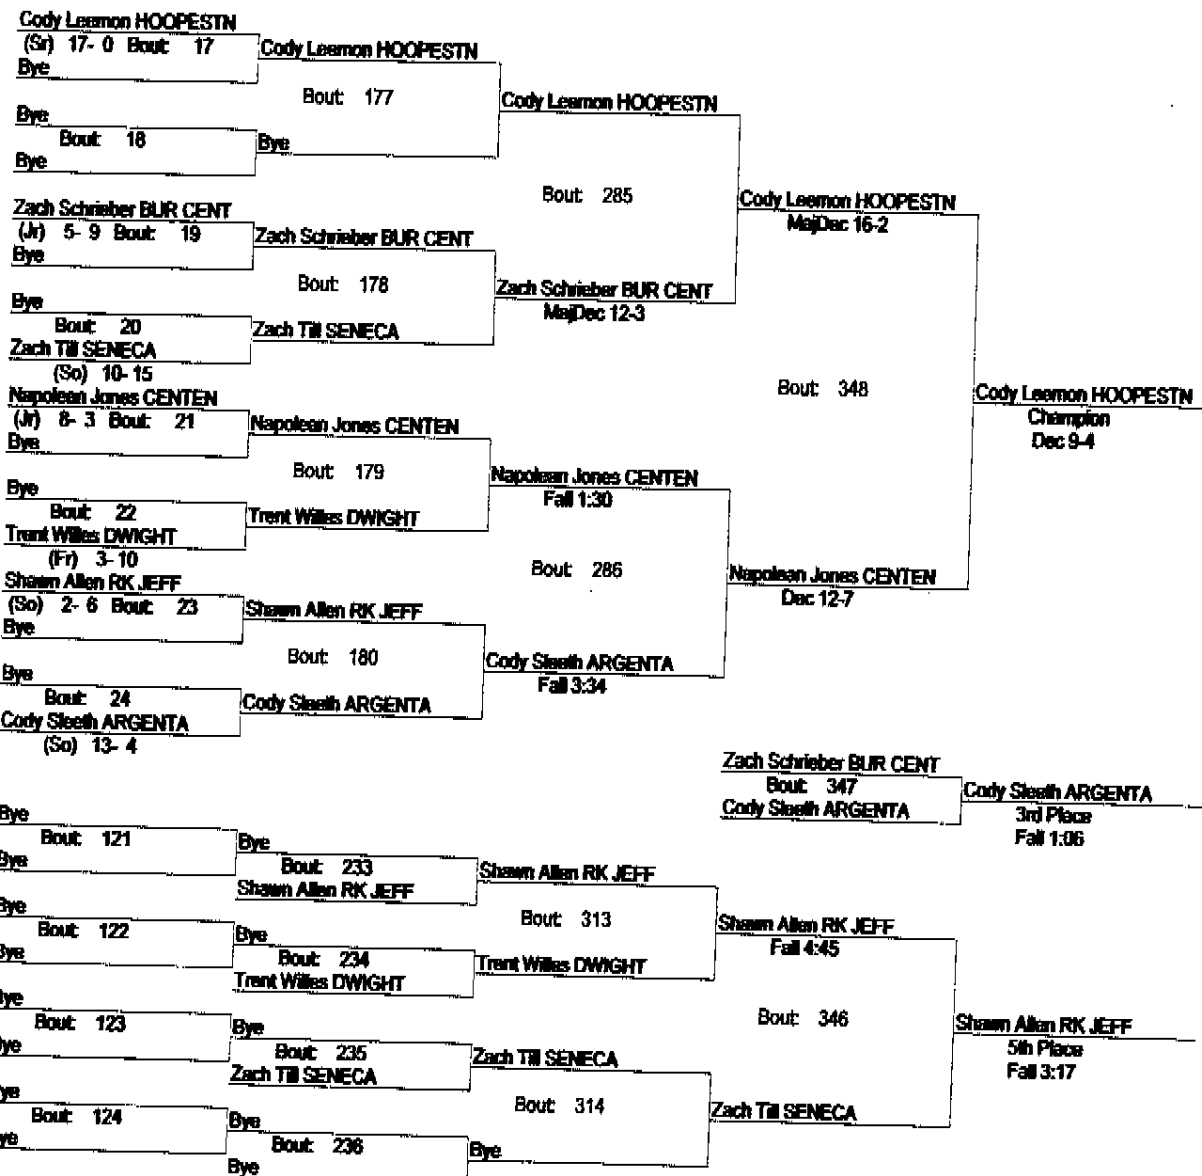 Cody Leemon HOOPESTN
(Sr) 17- 0 Bout: 17
Bye
Cody Leemon HOOPESTN
Bout: 177
Bye
Bout: 18
Bye
Bye
Cody Leemon HOOPESTN
Bout: 285
Zach Schrieber BUR CENT
(Jr) 5- 9 Bout: 19
Bye
Zach Schrieber BUR CENT
Bout: 178
Bye
Bout: 20
Zach Till SENECA
(So) 10- 15
Zach Till SENECA
Zach Schrieber BUR CENT
MajDec 12-3
Cody Leemon HOOPESTN
MajDec 16-2
Bout: 348
Napolean Jones CENTEN
(Jr) 8- 3 Bout: 21
Bye
Napolean Jones CENTEN
Bout: 179
Bye
Bout: 22
Trent Willes DWIGHT
(Fr) 3- 10
Trent Willes DWIGHT
Napolean Jones CENTEN
Fall 1:30
Bout: 286
Shawn Allen RK JEFF
(So) 2- 6 Bout: 23
Bye
Shawn Allen RK JEFF
Bout: 180
Bye
Bout: 24
Cody Sleeth ARGENTA
(So) 13- 4
Cody Sleeth ARGENTA
Cody Sleeth ARGENTA
Fall 3:34
Napolean Jones CENTEN
Dec 12-7
Cody Leemon HOOPESTN
Champion
Dec 9-4
Zach Schrieber BUR CENT
Bout: 347
Cody Sleeth ARGENTA
Cody Sleeth ARGENTA
3rd Place
Fall 1:06
Bye
Bout: 121
Bye
Bye
Bout: 233
Shawn Allen RK JEFF
Shawn Allen RK JEFF
Bout: 313
Bye
Bout: 122
Bye
Bye
Bout: 234
Trent Willes DWIGHT
Trent Willes DWIGHT
Shawn Allen RK JEFF
Fall 4:45
Bout: 346
Bye
Bout: 123
Bye
Bye
Bout: 235
Zach Till SENECA
Zach Till SENECA
Bout: 314
Bye
Bout: 124
Bye
Bye
Bout: 236
Bye
Bye
Zach Till SENECA
Shawn Allen RK JEFF
5th Place
Fall 3:17